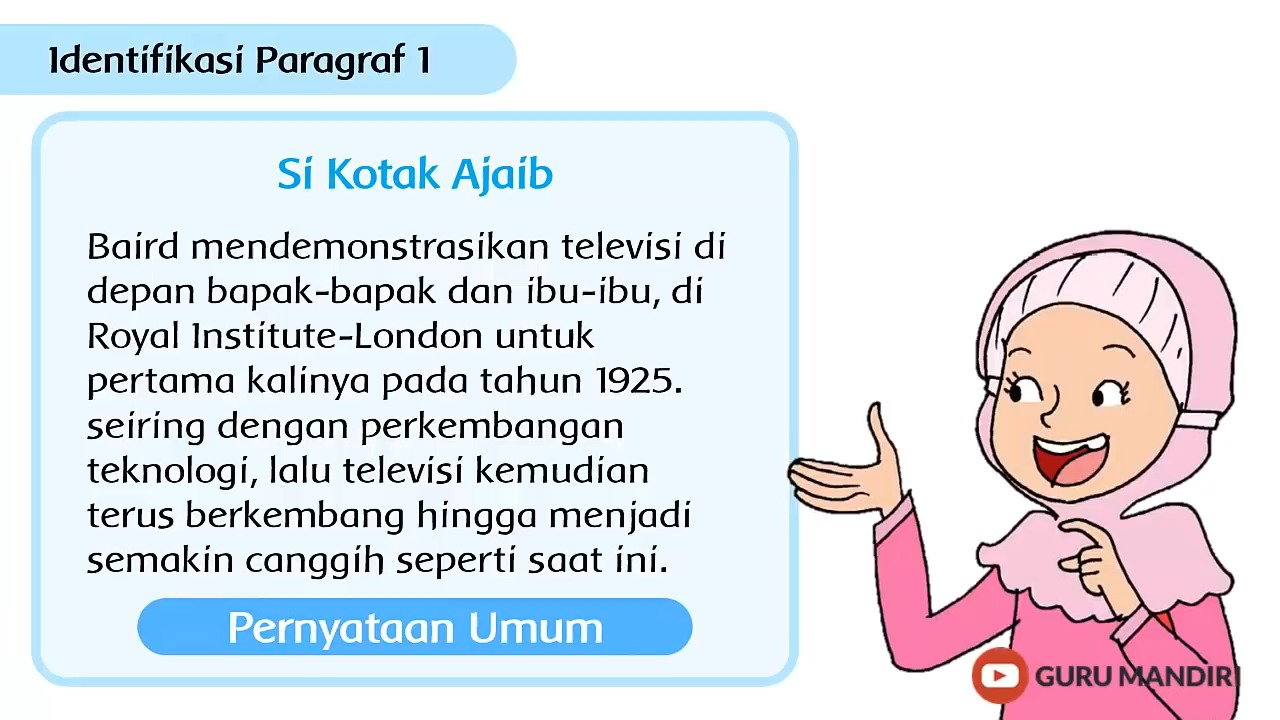 Identifikasi Paragraf 1
Si Kotak Ajaib
Baird mendemonstrasikan televisi di
depan bapak-bapak dan ibu-ibu, di
Royal Institute-London untuk
pertama kalinya pada tahun 1925.
seiring dengan perkembangan
teknologi, lalu televisi kemudian
terus berkembang hingga menjadi
semakin canggih seperti saat ini.
Pernyataan Umum
GURU MANDIRI